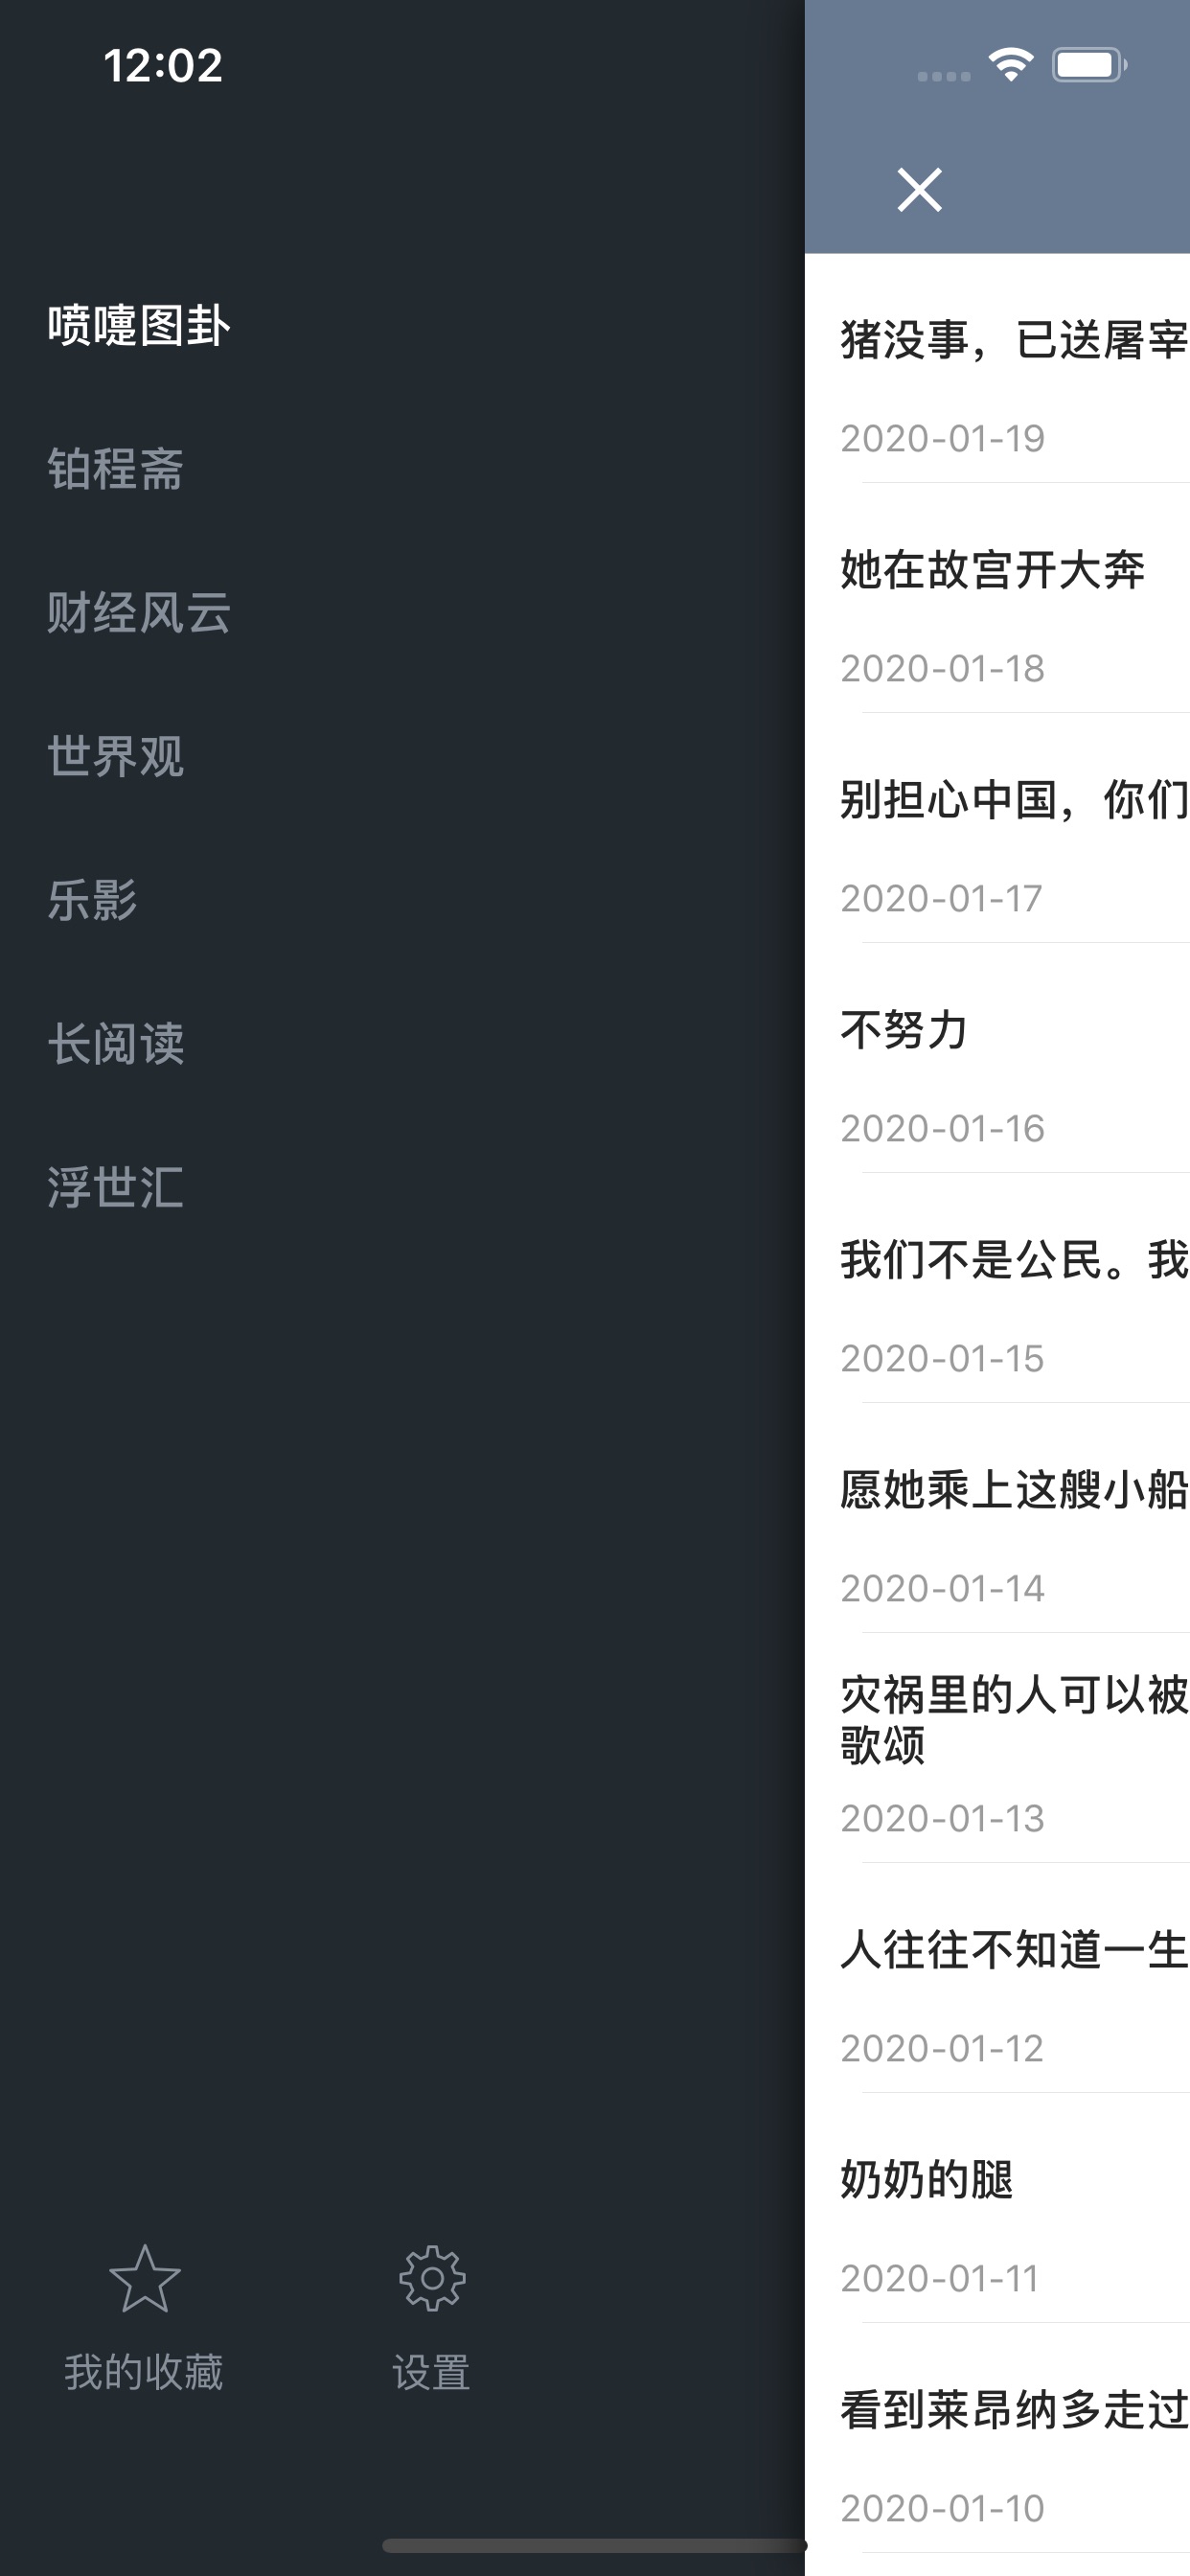 12:02
喷嚏图卦
铂程斋
财经风云
世界观
乐影
长阅读
浮世汇
我的收藏
设置
猪没事，已送屠宰
2020-01-19
她在故宫开大奔
2020-01-18
别担心中国，你们
2020-01-17
不努力
2020-01-16
我们不是公民。我
2020-01-15
愿她乘上这艘小船
2020-01-14
灾祸里的人可以被
歌颂
2020-01-13
人往往不知道一生
2020-01-12
奶奶的腿
2020-01-11
看到莱昂纳多走过
2020-01-10